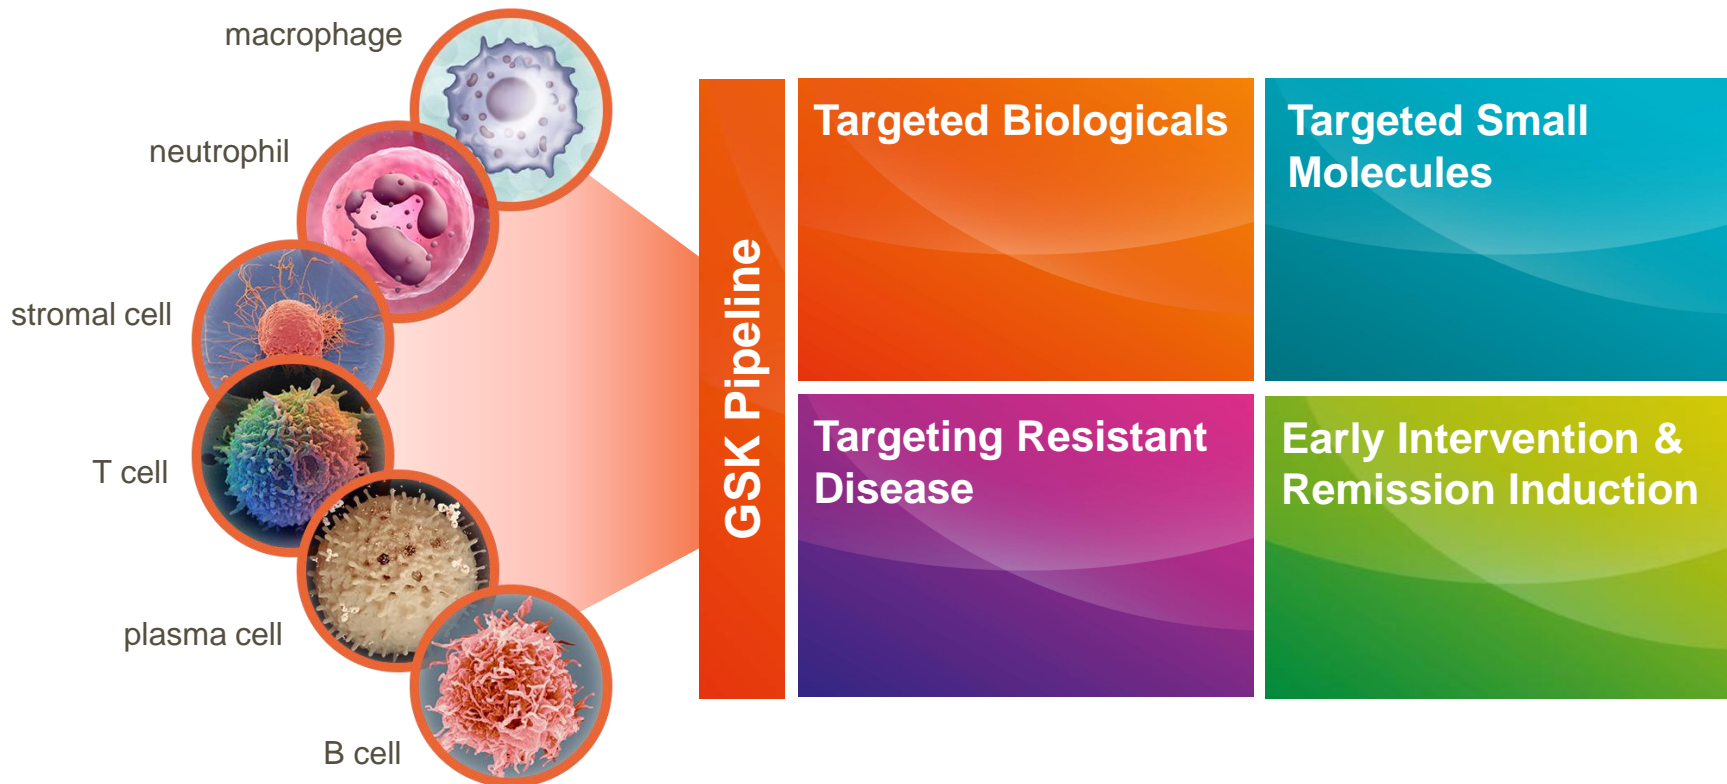 macrophage
neutrophil
stromal cell
T cell
plasma cell
B cell
GSK Pipeline
Targeted Biologicals
Targeted Small
Molecules
Targeting Resistant
Disease
Early Intervention &
Remission Induction